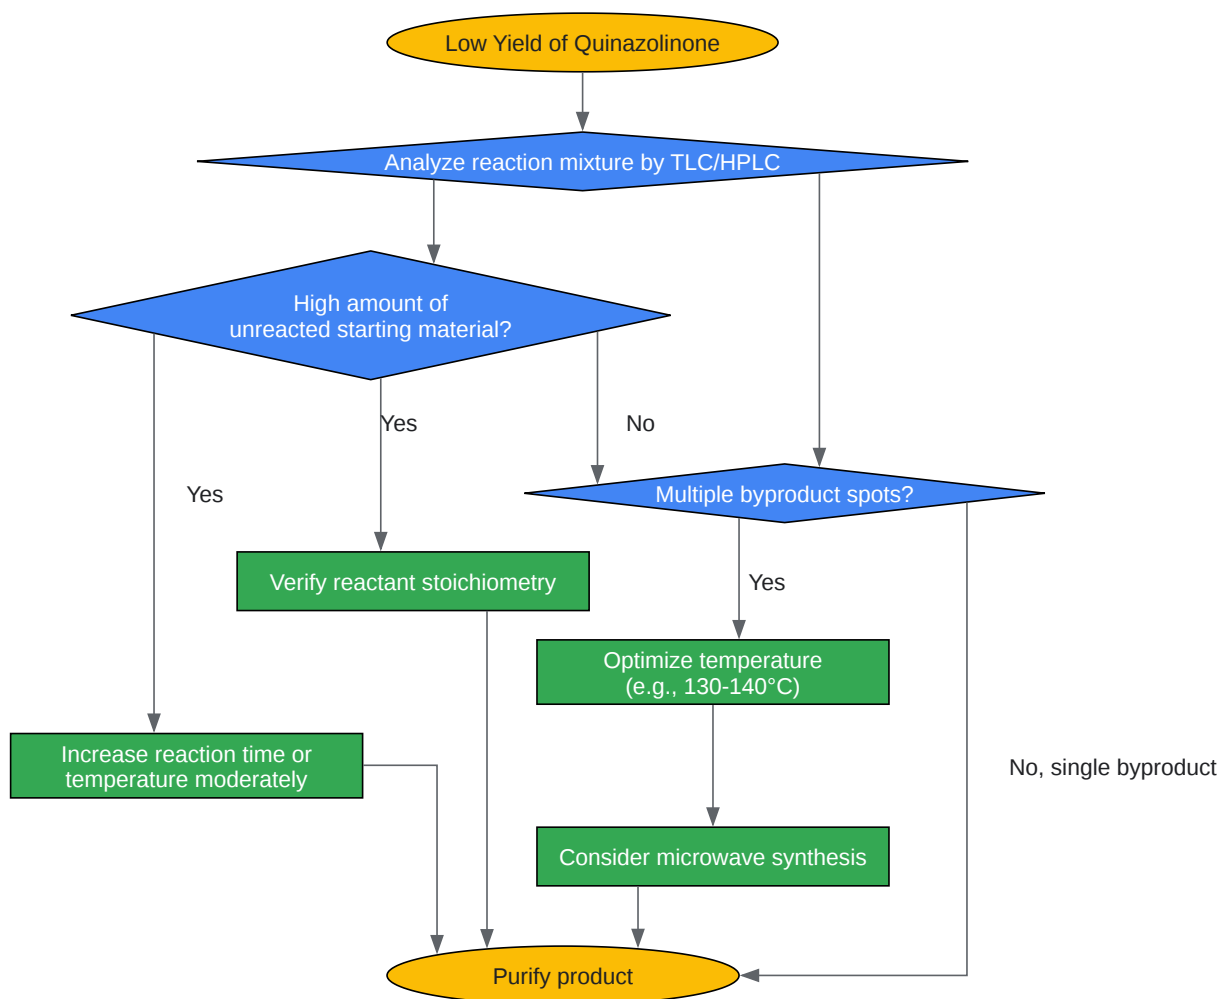 Low Yield of Quinazolinone
Analyze reaction mixture by TLC/HPLC
High amount of
unreacted starting material?
Yes
No
Yes
Multiple byproduct spots?
Verify reactant stoichiometry
Yes
Optimize temperature
(e.g., 130-140°C)
Increase reaction time or
temperature moderately
No, single byproduct
Consider microwave synthesis
Purify product